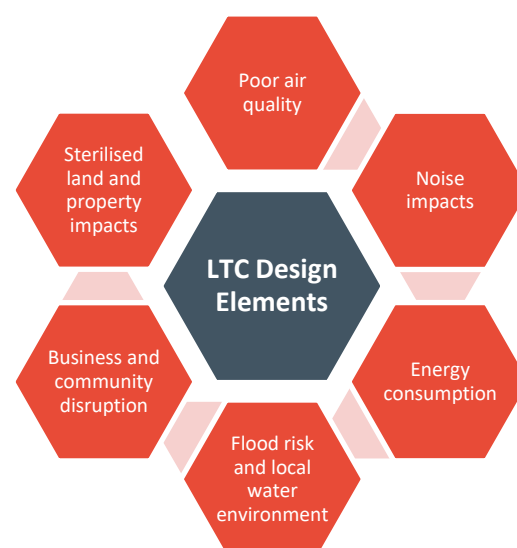 Poor air
quality
Noise
impacts
Energy
consumption
Flood risk
and local
water
environment
Business and
community
disruption
Sterilised
land and
property
impacts
LTC Design
Elements